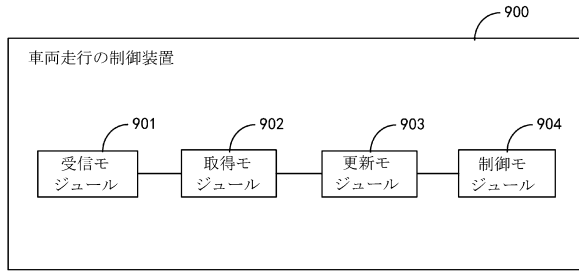 900
車両走行の制御装置
901
902
903
904
受信モ
ジュール
取得モ
ジュール
更新モ
ジュール
制御モ
ジュール